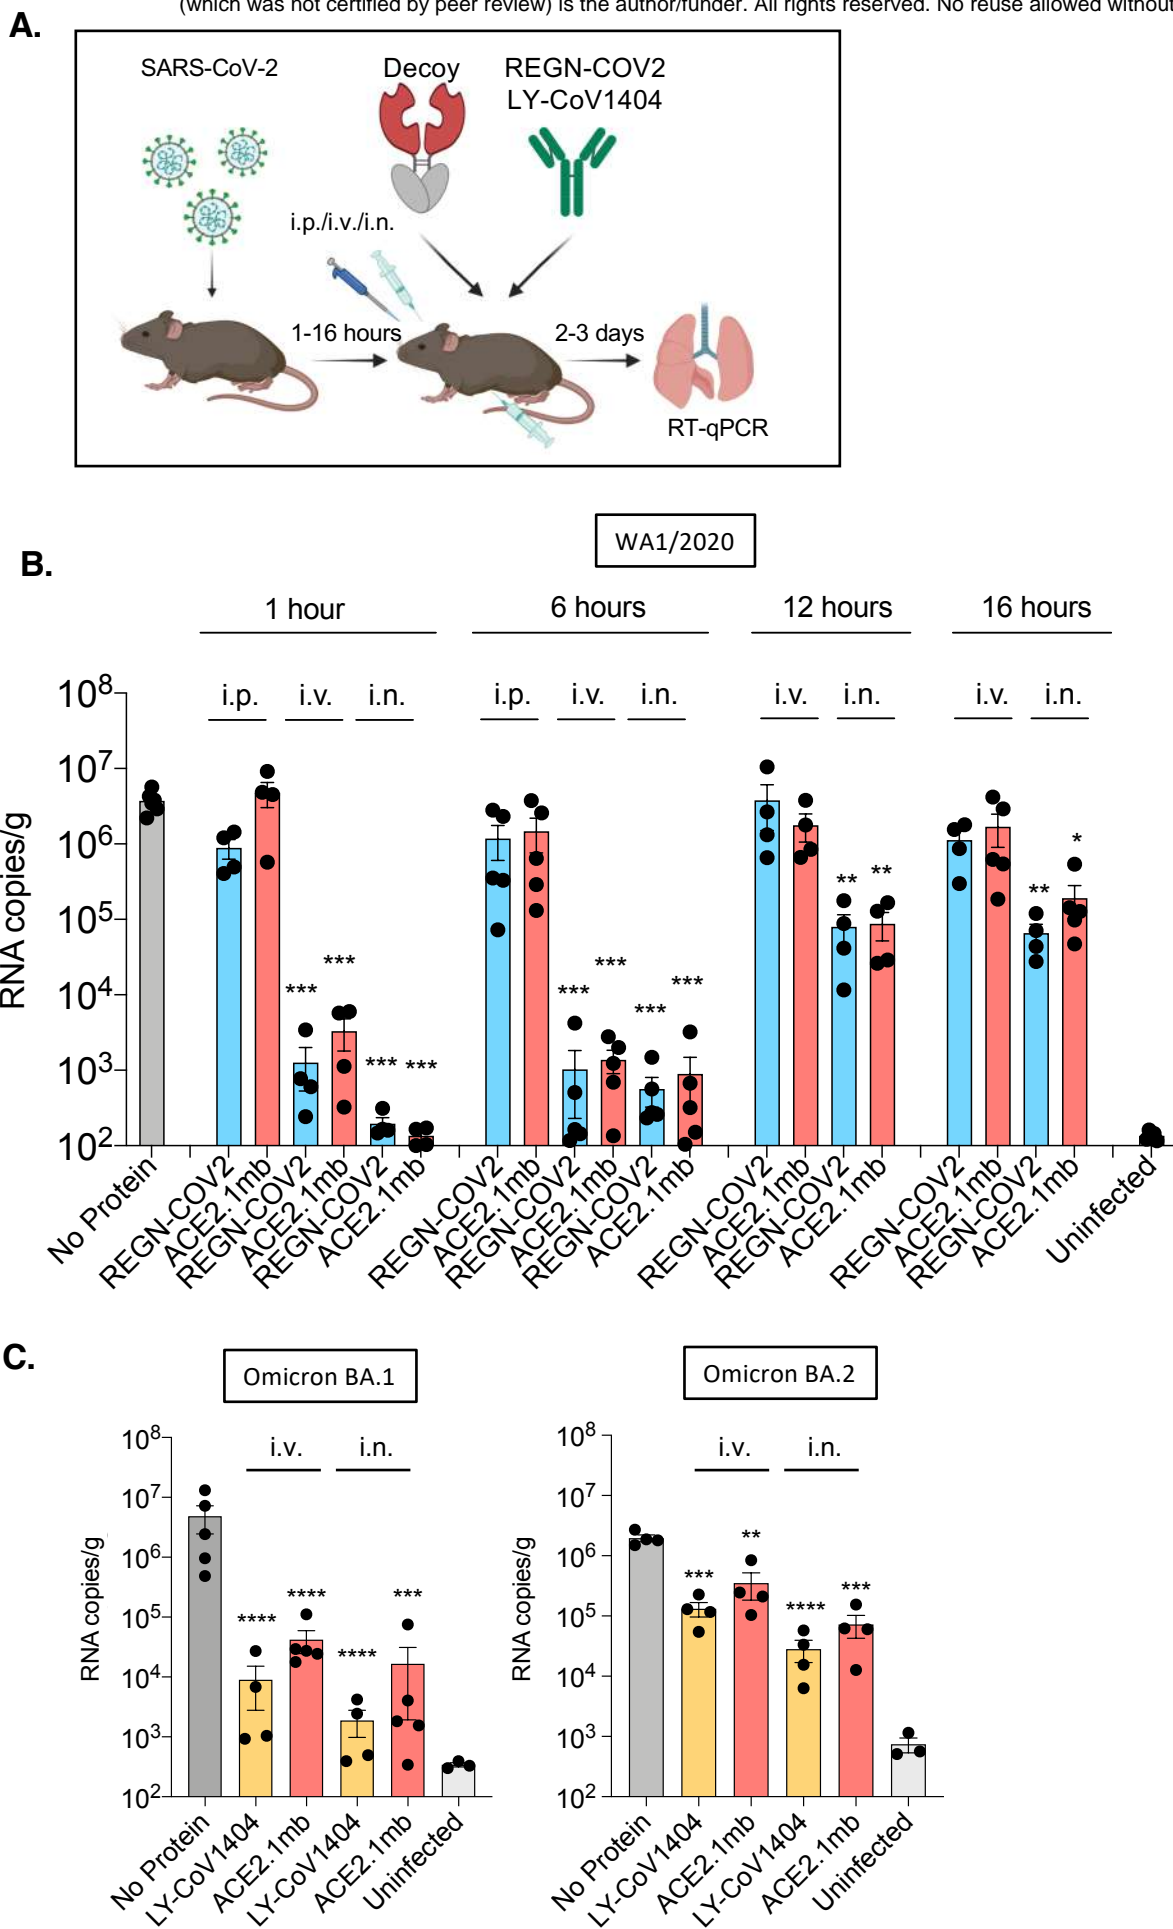 (which was not certified by peer review) is the author/funder. All rights reserved. No reuse allowed without
A.
SARS-CoV-2
Decoy
REGN-COV2
LY-CoV1404
i.p./i.v./i.n.
1-16 hours
2-3 days
RT-qPCR
WA1/2020
B.
1 hour 6 hours 12 hours 16 hours
i.p. i.v. i.n. i.p. i.v. i.n. i.v. i.n. i.v. i.n.
RNA copies/g
10^8
10^7
10^6
10^5
10^4
10^3
10^2
*** *** *** ***
*** *** *** ***
** **
** *
No Protein
REGN-COV2
ACE2.1mb
REGN-COV2
ACE2.1mb
REGN-COV2
ACE2.1mb
REGN-COV2
ACE2.1mb
REGN-COV2
ACE2.1mb
REGN-COV2
ACE2.1mb
REGN-COV2
ACE2.1mb
REGN-COV2
ACE2.1mb
REGN-COV2
ACE2.1mb
REGN-COV2
ACE2.1mb
Uninfected
C.
Omicron BA.1
i.v. i.n.
RNA copies/g
10^8
10^7
10^6
10^5
10^4
10^3
10^2
**** **** **** ***
No Protein
LY-CoV1404
ACE2.1mb
LY-CoV1404
ACE2.1mb
Uninfected
Omicron BA.2
i.v. i.n.
RNA copies/g
10^8
10^7
10^6
10^5
10^4
10^3
10^2
*** ** **** ***
No Protein
LY-CoV1404
ACE2.1mb
LY-CoV1404
ACE2.1mb
Uninfected